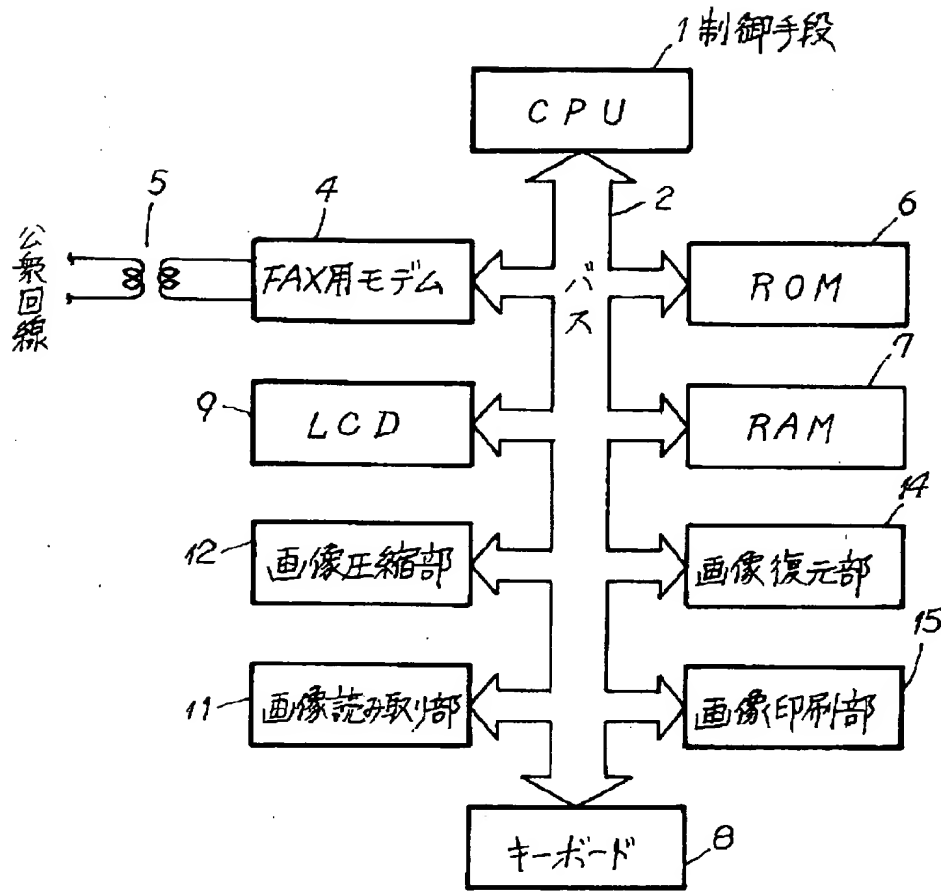 1 制御手段
CPU
2
5
4
6
公衆回線
FAX用モデム
バス
ROM
7
9
LCD
RAM
14
12
画像圧縮部
画像復元部
15
11
画像読み取り部
画像印刷部
キーボード
8